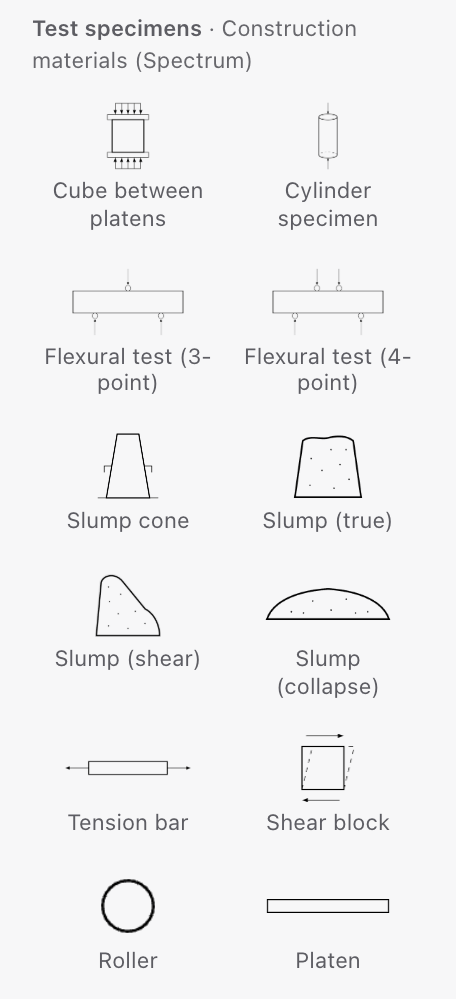 Test specimens · Construction
materials (Spectrum)
Cube between
platens
Cylinder
specimen
Flexural test (3-
point)
Flexural test (4-
point)
Slump cone
Slump (true)
Slump (shear)
Slump
(collapse)
Tension bar
Shear block
Roller
Platen